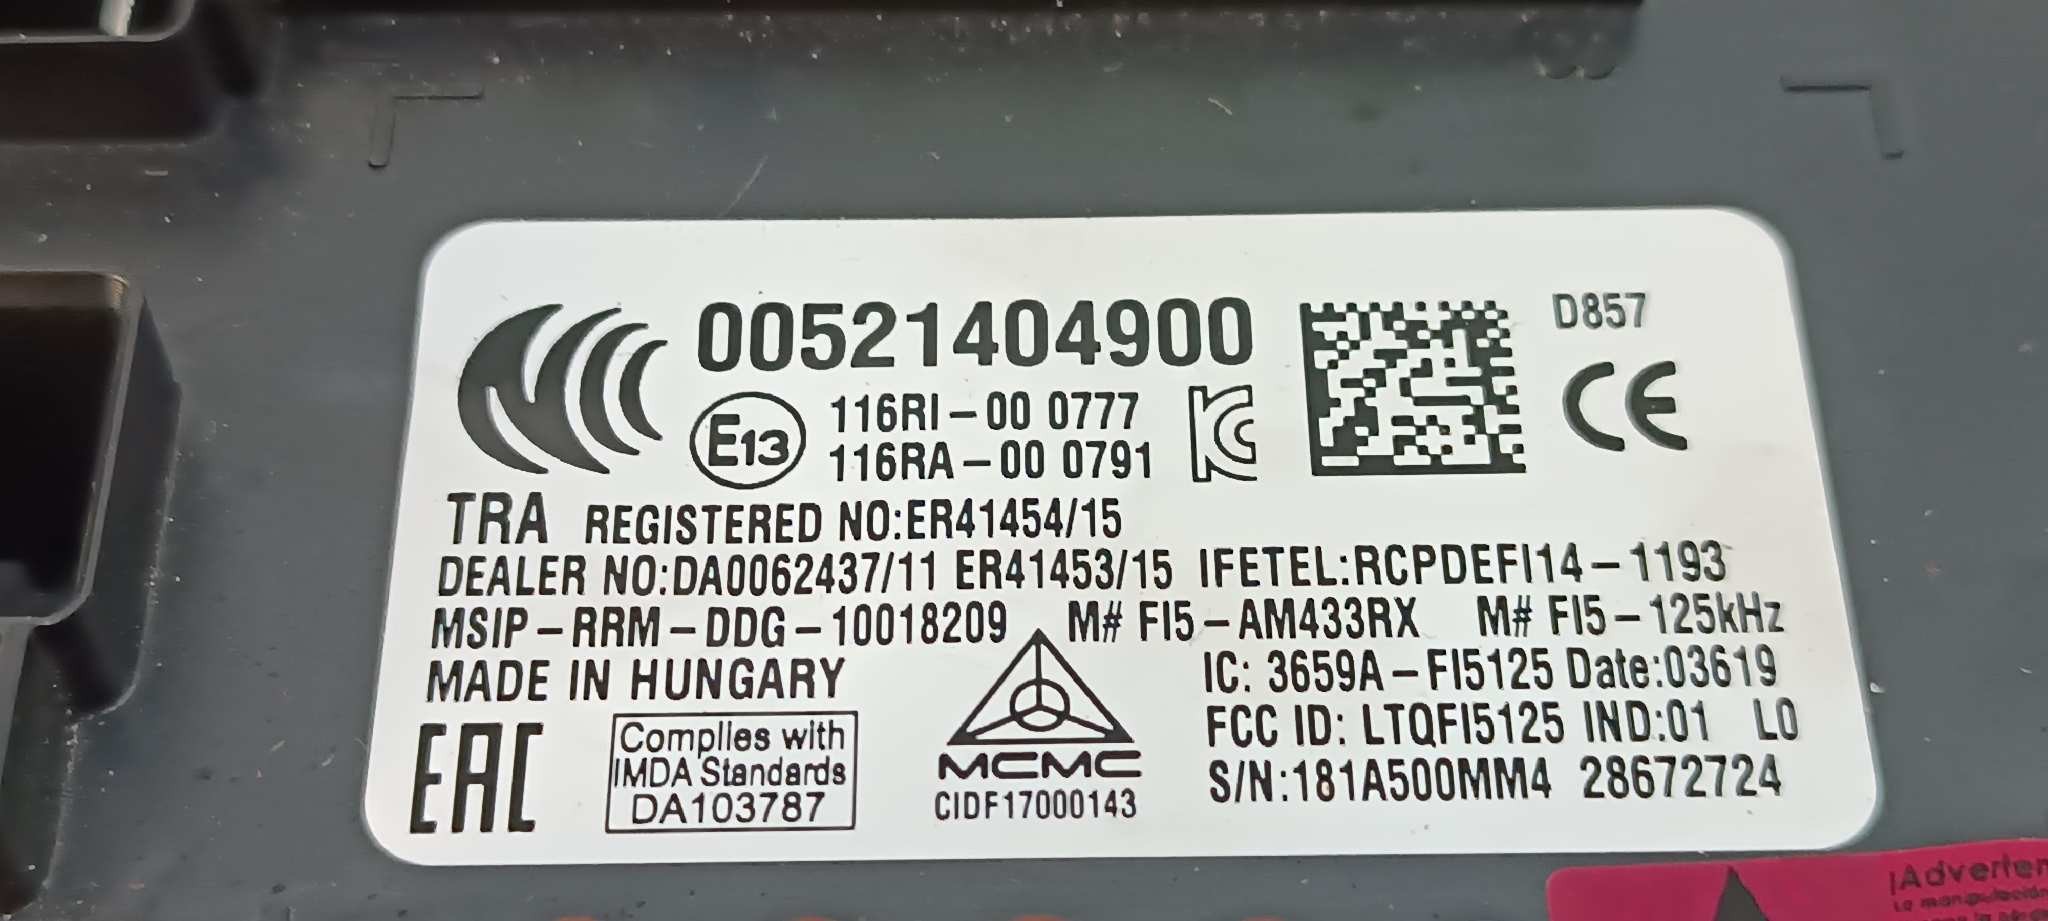 00521404900
D857
CE
E13
116RI-00 0777
116RA-00 0791
TRA REGISTERED NO:ER41454/15
DEALER NO:DA0062437/11 ER41453/15 IFETEL:RCPDEFI14-1193
MSIP-RRM-DDG-10018209 M# FI5-AM433RX M# FI5-125kHz
MADE IN HUNGARY
IC: 3659A-FI5125 Date:03619
FCC ID: LTQFI5125 IND:01 L0
S/N:181A500MM4 28672724
EAC
Complies with
IMDA Standards
DA103787
MCMC
CIDF17000143